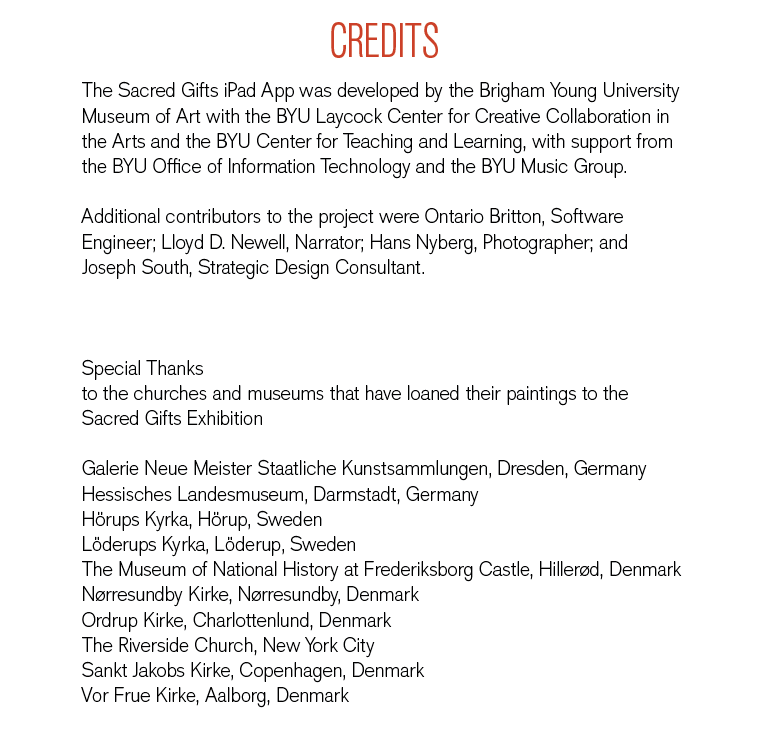 CREDITS
The Sacred Gifts iPad App was developed by the Brigham Young University
Museum of Art with the BYU Laycock Center for Creative Collaboration in
the Arts and the BYU Center for Teaching and Learning, with support from
the BYU Office of Information Technology and the BYU Music Group.
Additional contributors to the project were Ontario Britton, Software
Engineer; Lloyd D. Newell, Narrator; Hans Nyberg, Photographer; and
Joseph South, Strategic Design Consultant.
Special Thanks
to the churches and museums that have loaned their paintings to the
Sacred Gifts Exhibition
Galerie Neue Meister Staatliche Kunstsammlungen, Dresden, Germany
Hessisches Landesmuseum, Darmstadt, Germany
Hörups Kyrka, Hörup, Sweden
Löderups Kyrka, Löderup, Sweden
The Museum of National History at Frederiksborg Castle, Hillerød, Denmark
Nørresundby Kirke, Nørresundby, Denmark
Ordrup Kirke, Charlottenlund, Denmark
The Riverside Church, New York City
Sankt Jakobs Kirke, Copenhagen, Denmark
Vor Frue Kirke, Aalborg, Denmark